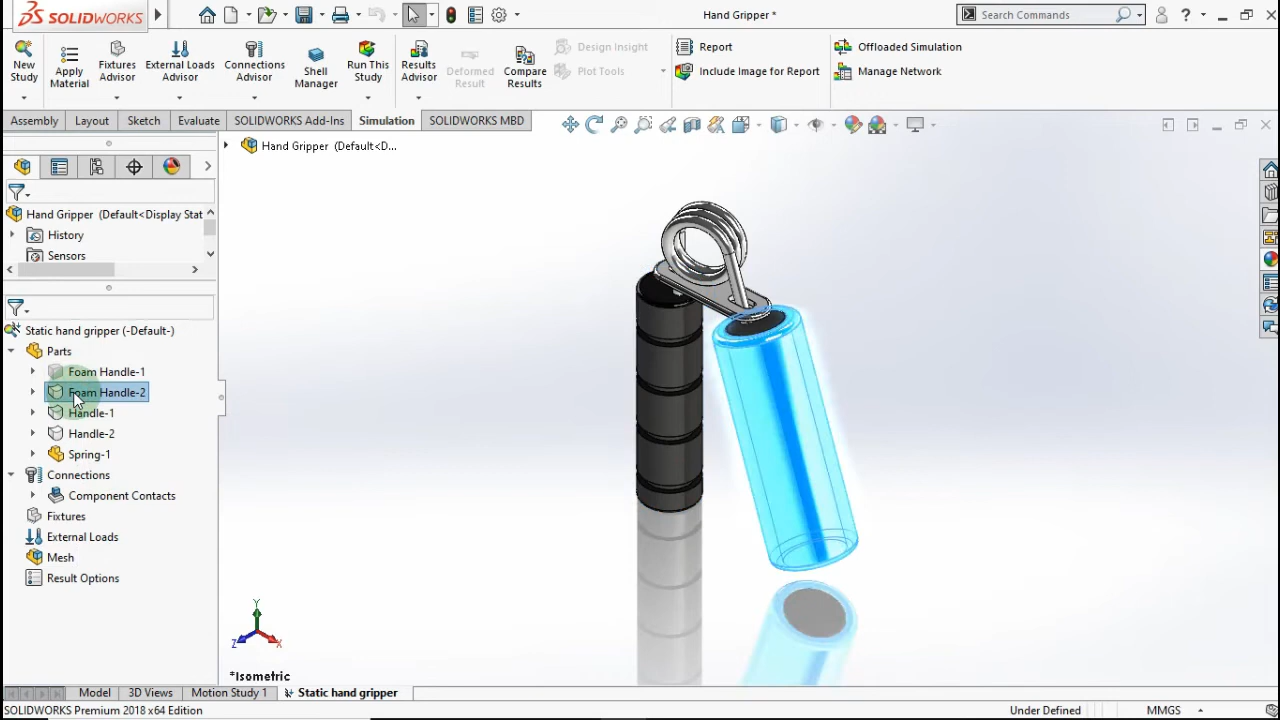 SOLIDWORKS
Hand Gripper *
Search Commands
?
New Study
Apply Material
Fixtures Advisor
External Loads Advisor
Connections Advisor
Shell Manager
Run This Study
Results Advisor
Deformed Result
Compare Results
Design Insight
Plot Tools
Report
Include Image for Report
Offloaded Simulation
Manage Network
Assembly Layout Sketch Evaluate SOLIDWORKS Add-Ins Simulation SOLIDWORKS MBD
Hand Gripper (Default<D...
Hand Gripper (Default<Display Stat
History
Sensors
Static hand gripper (-Default-)
Parts
Foam Handle-1
Foam Handle-2
Handle-1
Handle-2
Spring-1
Connections
Component Contacts
Fixtures
External Loads
Mesh
Result Options
Y
Z X
*Isometric
Model 3D Views Motion Study 1 Static hand gripper
SOLIDWORKS Premium 2018 x64 Edition Under Defined MMGS